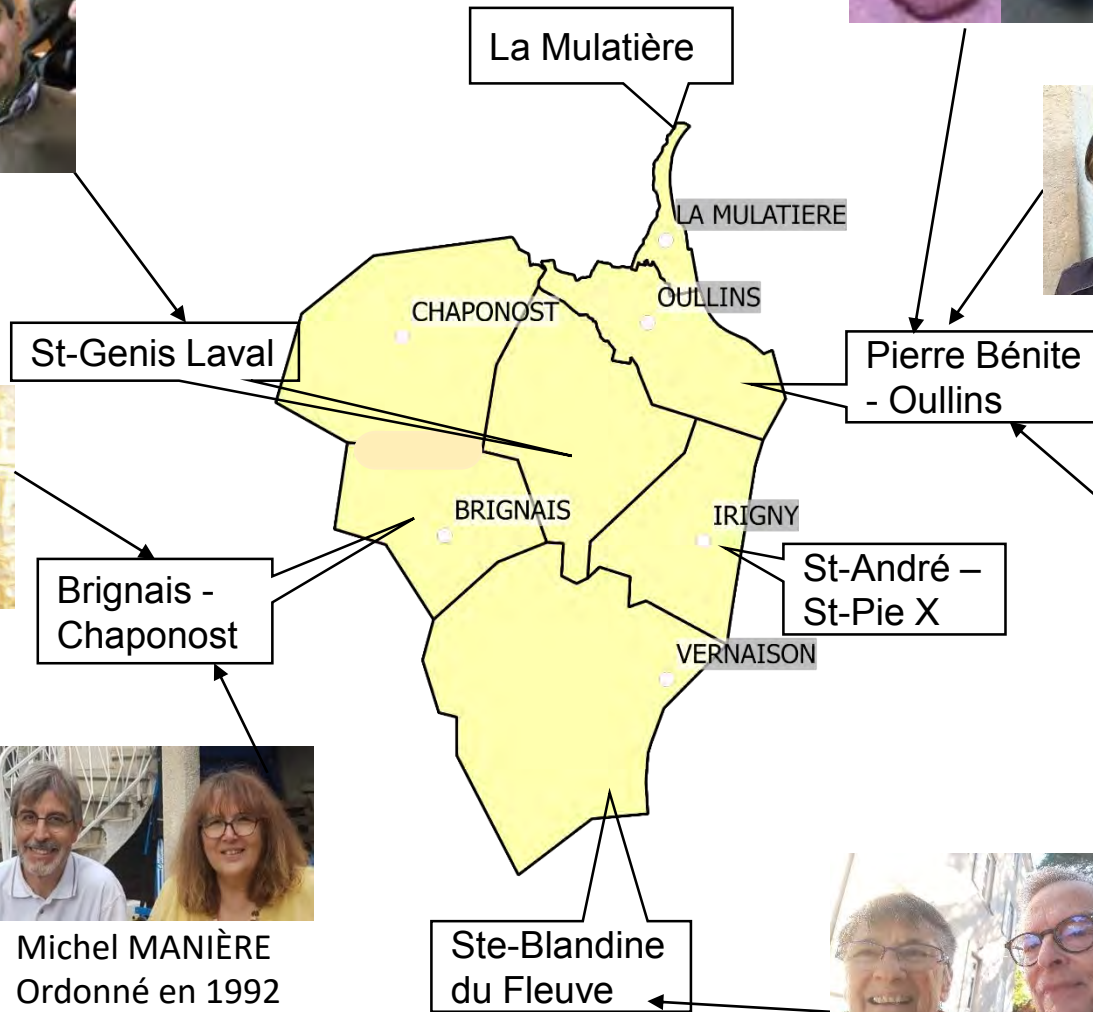 La Mulatière
LA MULATIERE
OULLINS
CHAPONOST
St-Genis Laval
Pierre Bénite
- Oullins
BRIGNAIS
IRIGNY
Brignais -
Chaponost
St-André –
St-Pie X
VERNAISON
Michel MANIÈRE
Ordonné en 1992
Ste-Blandine
du Fleuve